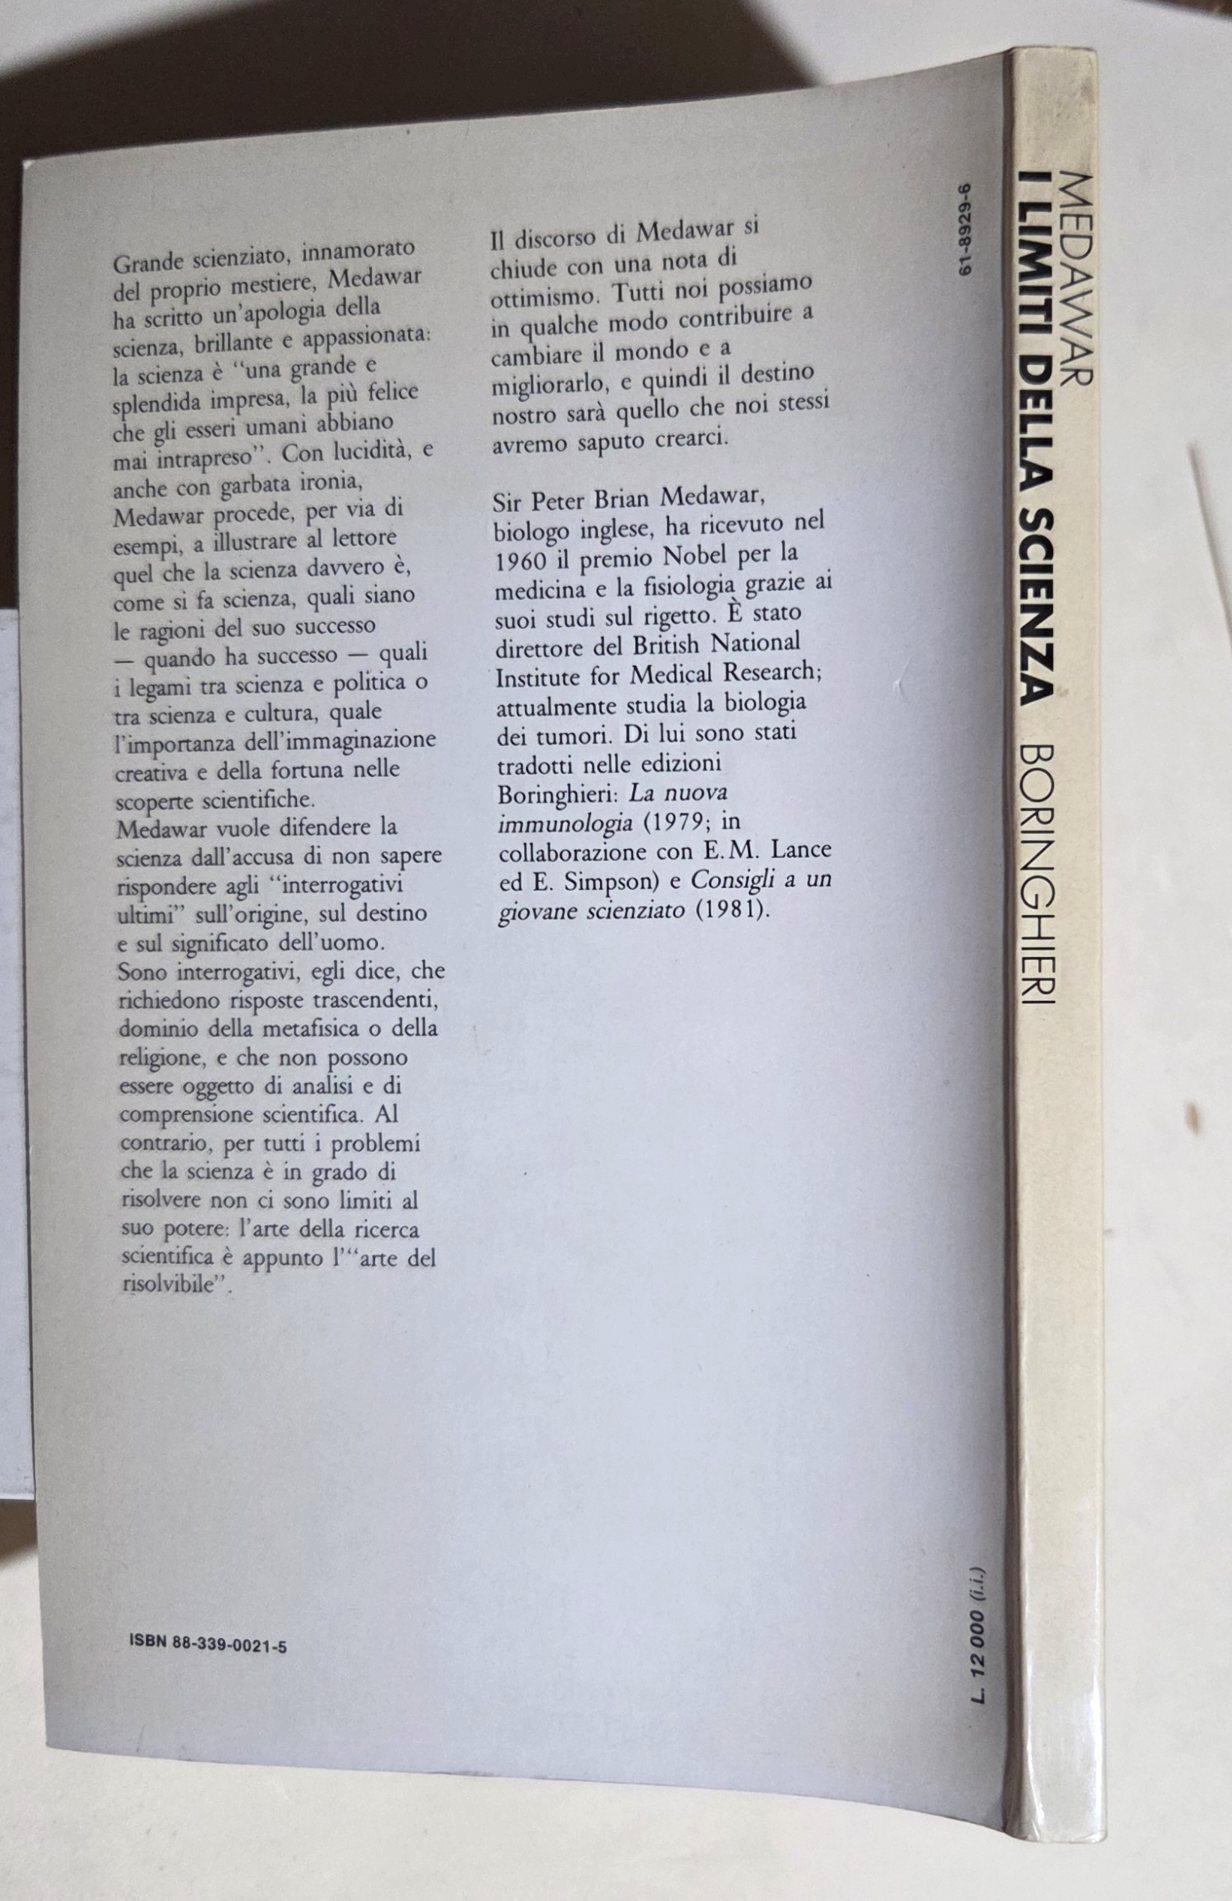 Grande scienziato, innamorato
del proprio mestiere, Medawar
ha scritto un'apologia della
scienza, brillante e appassionata:
la scienza è “una grande e
splendida impresa, la più felice
che gli esseri umani abbiano
mai intrapreso”. Con lucidità, e
anche con garbata ironia,
Medawar procede, per via di
esempi, a illustrare al lettore
quel che la scienza davvero è,
come si fa scienza, quali siano
le ragioni del suo successo
— quando ha successo — quali
i legami tra scienza e politica o
tra scienza e cultura, quale
l'importanza dell'immaginazione
creativa e della fortuna nelle
scoperte scientifiche.
Medawar vuole difendere la
scienza dall'accusa di non sapere
rispondere agli “interrogativi
ultimi” sull'origine, sul destino
e sul significato dell'uomo.
Sono interrogativi, egli dice, che
richiedono risposte trascendenti,
dominio della metafisica o della
religione, e che non possono
essere oggetto di analisi e di
comprensione scientifica. Al
contrario, per tutti i problemi
che la scienza è in grado di
risolvere non ci sono limiti al
suo potere: l'arte della ricerca
scientifica è appunto l'“arte del
risolvibile”.
Il discorso di Medawar si
chiude con una nota di
ottimismo. Tutti noi possiamo
in qualche modo contribuire a
cambiare il mondo e a
migliorarlo, e quindi il destino
nostro sarà quello che noi stessi
avremo saputo crearci.
Sir Peter Brian Medawar,
biologo inglese, ha ricevuto nel
1960 il premio Nobel per la
medicina e la fisiologia grazie ai
suoi studi sul rigetto. È stato
direttore del British National
Institute for Medical Research;
attualmente studia la biologia
dei tumori. Di lui sono stati
tradotti nelle edizioni
Boringhieri: La nuova
immunologia (1979; in
collaborazione con E.M. Lance
ed E. Simpson) e Consigli a un
giovane scienziato (1981).
ISBN 88-339-0021-5
61-8929-6
L. 12 000 (i.i.)
MEDAWAR
I LIMITI DELLA SCIENZA BORINGHIERI